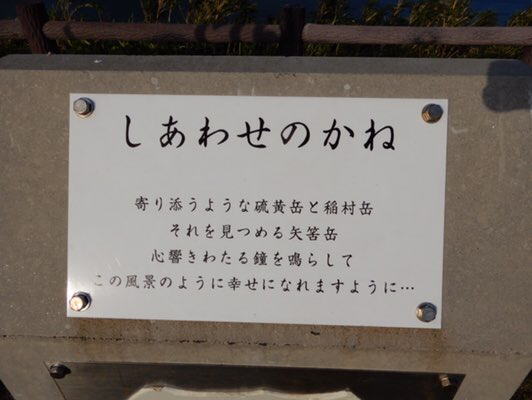 しあわせのかね
寄り添うような硫黄岳と稲村岳
それを見つめる矢筈岳
心響きわたる鐘を鳴らして
この風景のように幸せになれますように…